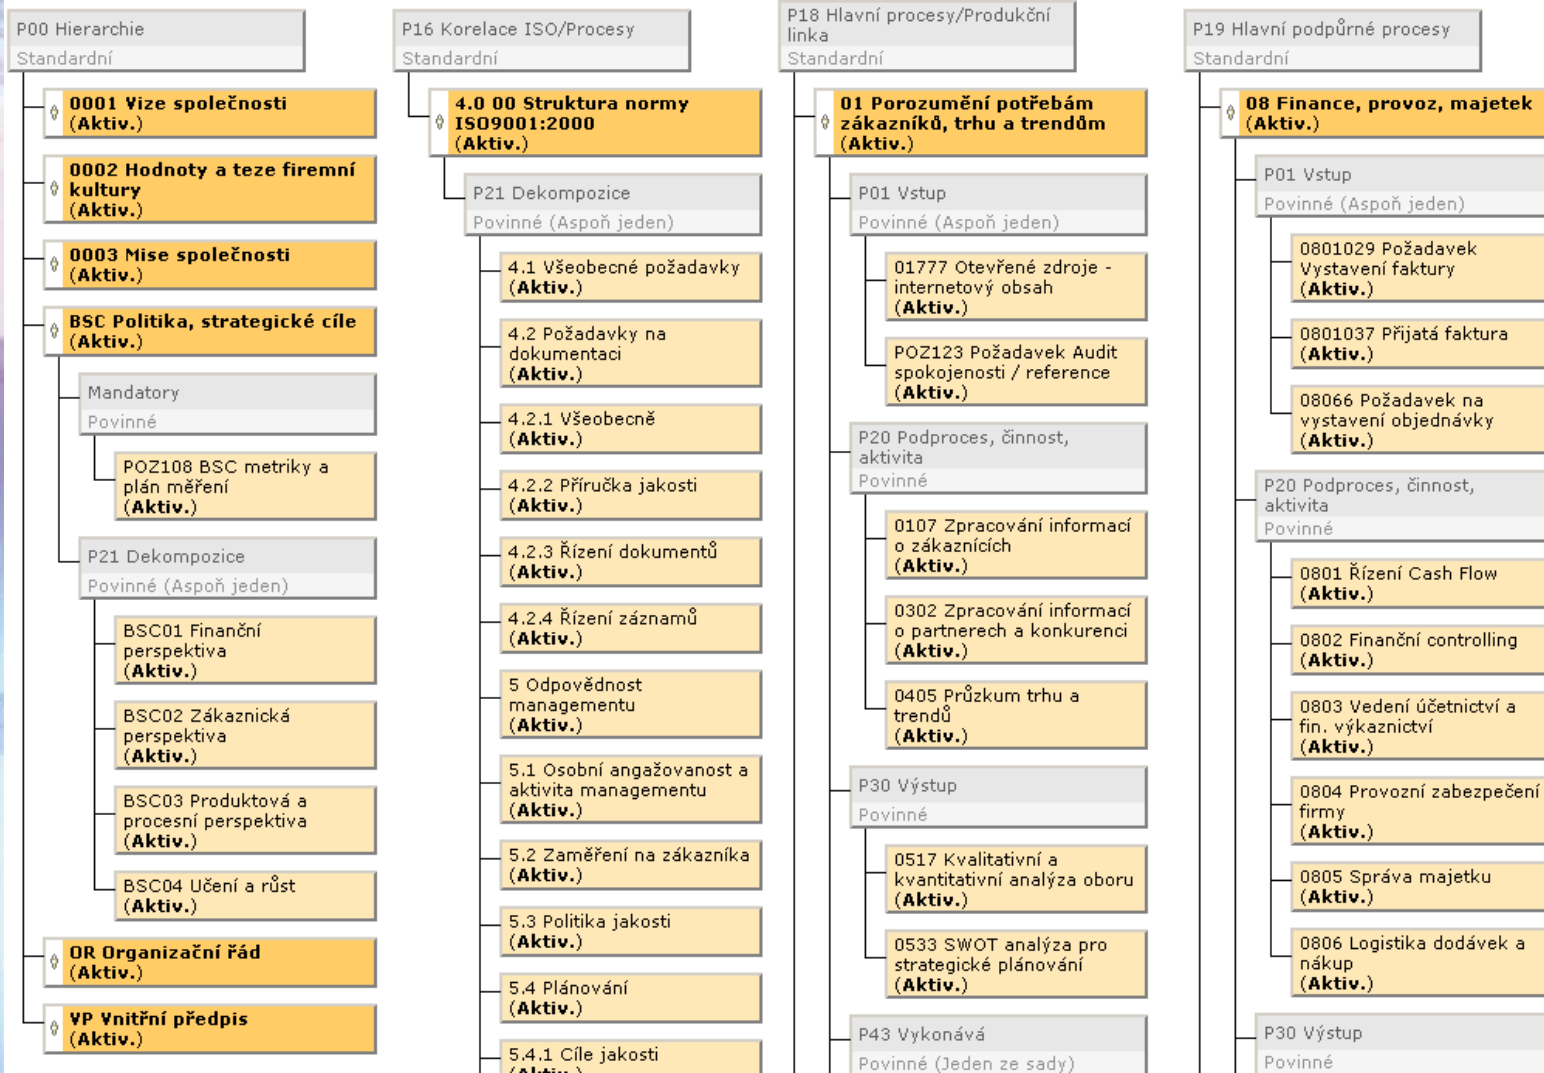 P00 Hierarchie
Standardní
0001 Vize společnosti
(Aktiv.)
0002 Hodnoty a teze firemní
kultury
(Aktiv.)
0003 Mise společnosti
(Aktiv.)
BSC Politika, strategické cíle
(Aktiv.)
Mandatory
Povinné
POZ108 BSC metriky a
plán měření
(Aktiv.)
P21 Dekompozice
Povinné (Aspoň jeden)
BSC01 Finanční
perspektiva
(Aktiv.)
BSC02 Zákaznická
perspektiva
(Aktiv.)
BSC03 Produktová a
procesní perspektiva
(Aktiv.)
BSC04 Učení a růst
(Aktiv.)
OR Organizační řád
(Aktiv.)
VP Vnitřní předpis
(Aktiv.)
P16 Korelace ISO/Procesy
Standardní
4.0 00 Struktura normy
ISO9001:2000
(Aktiv.)
P21 Dekompozice
Povinné (Aspoň jeden)
4.1 Všeobecné požadavky
(Aktiv.)
4.2 Požadavky na
dokumentaci
(Aktiv.)
4.2.1 Všeobecně
(Aktiv.)
4.2.2 Příručka jakosti
(Aktiv.)
4.2.3 Řízení dokumentů
(Aktiv.)
4.2.4 Řízení záznamů
(Aktiv.)
5 Odpovědnost
managementu
(Aktiv.)
5.1 Osobní angažovanost a
aktivita managementu
(Aktiv.)
5.2 Zaměření na zákazníka
(Aktiv.)
5.3 Politika jakosti
(Aktiv.)
5.4 Plánování
(Aktiv.)
5.4.1 Cíle jakosti
(Aktiv.)
P18 Hlavní procesy/Produkční
linka
Standardní
01 Porozumění potřebám
zákazníků, trhu a trendům
(Aktiv.)
P01 Vstup
Povinné (Aspoň jeden)
01777 Otevřené zdroje -
internetový obsah
(Aktiv.)
POZ123 Požadavek Audit
spokojenosti / reference
(Aktiv.)
P20 Podproces, činnost,
aktivita
Povinné
0107 Zpracování informací
o zákaznících
(Aktiv.)
0302 Zpracování informací
o partnerech a konkurenci
(Aktiv.)
0405 Průzkum trhu a
trendů
(Aktiv.)
P30 Výstup
Povinné
0517 Kvalitativní a
kvantitativní analýza oboru
(Aktiv.)
0533 SWOT analýza pro
strategické plánování
(Aktiv.)
P43 Vykonává
Povinné (Jeden ze sady)
P19 Hlavní podpůrné procesy
Standardní
08 Finance, provoz, majetek
(Aktiv.)
P01 Vstup
Povinné (Aspoň jeden)
0801029 Požadavek
Vystavení faktury
(Aktiv.)
0801037 Přijatá faktura
(Aktiv.)
08066 Požadavek na
vystavení objednávky
(Aktiv.)
P20 Podproces, činnost,
aktivita
Povinné
0801 Řízení Cash Flow
(Aktiv.)
0802 Finanční controlling
(Aktiv.)
0803 Vedení účetnictví a
fin. výkaznictví
(Aktiv.)
0804 Provozní zabezpečení
firmy
(Aktiv.)
0805 Správa majetku
(Aktiv.)
0806 Logistika dodávek a
nákup
(Aktiv.)
P30 Výstup
Povinné